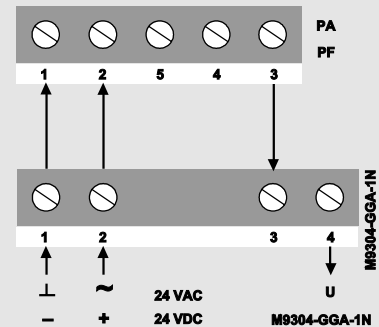 PA
PF
1 2 5 4 3
M9304-GGA-1N
1 2 3 4
⊥ ~ 24 VAC U
– + 24 VDC M9304-GGA-1N